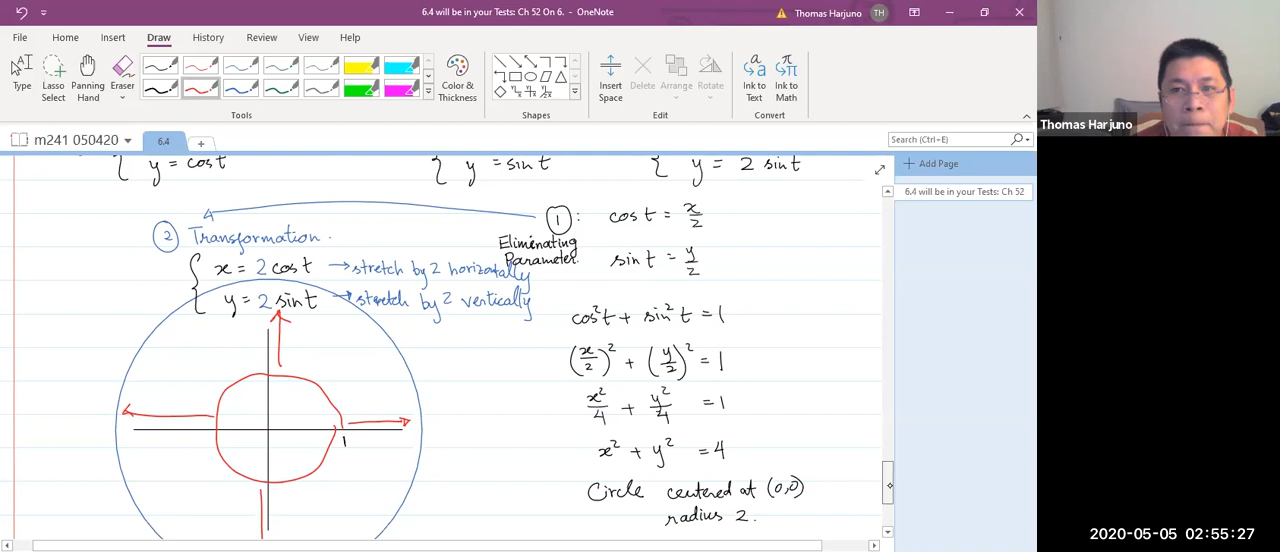 6.4 will be in your Tests: Ch 52 On 6. - OneNote
Thomas Harjuno
TH
File
Home
Insert
Draw
History
Review
View
Help
Type
Lasso Select
Panning Hand
Eraser
Color & Thickness
Insert Space
Delete
Arrange
Rotate
Ink to Text
Ink to Math
Tools
Shapes
Edit
Convert
Thomas Harjuno
m241 050420
6.4
Search (Ctrl+E)
Add Page
6.4 will be in your Tests: Ch 52
{ y = cos t
{ y = sin t
{ y = 2 sin t
② Transformation.
{ x = 2 cos t → stretch by 2 horizontally
y = 2 sin t → stretch by 2 vertically
1
① : cos t = x/2
Eliminating
Parameter.
sin t = y/2
cos² t + sin² t = 1
(x/2)² + (y/2)² = 1
x²/4 + y²/4 = 1
x² + y² = 4
Circle centered at (0,0)
radius 2.
2020-05-05 02:55:27